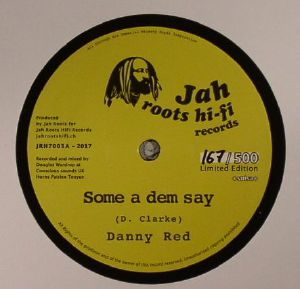 Jah
roots hi-fi
records
Produced
by Jah Roots for
Jah Roots HiFi Records
jahrootshifi.ch
JRH7003A - 2017
Recorded and mixed by
Douglas Wardrop at
Conscious sounds UK
167/500
Limited Edition
Some a dem say
(D. Clarke)
Danny Red